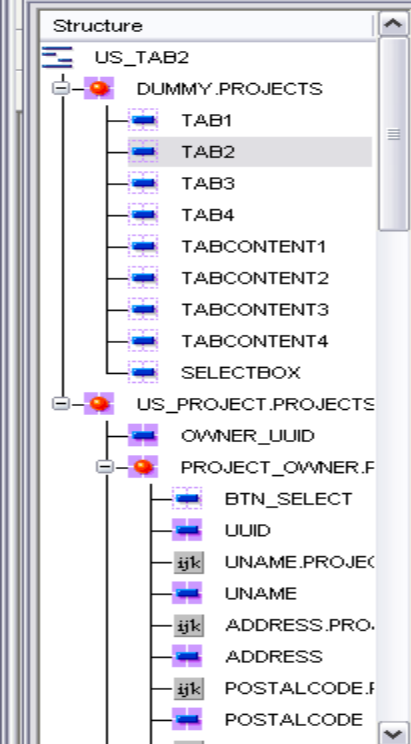 Structure
US_TAB2
DUMMY.PROJECTS
TAB1
TAB2
TAB3
TAB4
TABCONTENT1
TABCONTENT2
TABCONTENT3
TABCONTENT4
SELECTBOX
US_PROJECT.PROJECTS
OWNER_UUID
PROJECT_OWNER.F
BTN_SELECT
UUID
ijk UNAME.PROJEC
UNAME
ijk ADDRESS.PRO
ADDRESS
ijk POSTALCODE.F
POSTALCODE